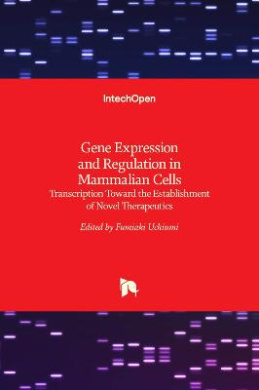 IntechOpen
Gene Expression
and Regulation in
Mammalian Cells
Transcription Toward the Establishment
of Novel Therapeutics
Edited by Fumiaki Uchiumi